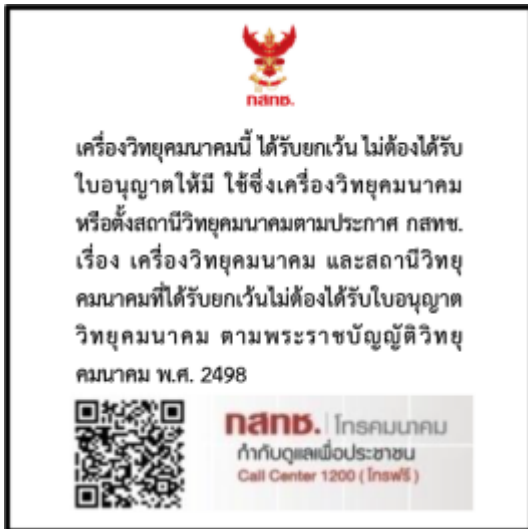 กสทช.
เครื่องวิทยุคมนาคมนี้ ได้รับยกเว้น ไม่ต้องได้รับ
ใบอนุญาตให้มี ใช้ซึ่งเครื่องวิทยุคมนาคม
หรือตั้งสถานีวิทยุคมนาคมตามประกาศ กสทช.
เรื่อง เครื่องวิทยุคมนาคม และสถานีวิทยุ
คมนาคมที่ได้รับยกเว้นไม่ต้องได้รับใบอนุญาต
วิทยุคมนาคม ตามพระราชบัญญัติวิทยุ
คมนาคม พ.ศ. 2498
กสทช. | โทรคมนาคม
กำกับดูแลเพื่อประชาชน
Call Center 1200 (โทรฟรี)